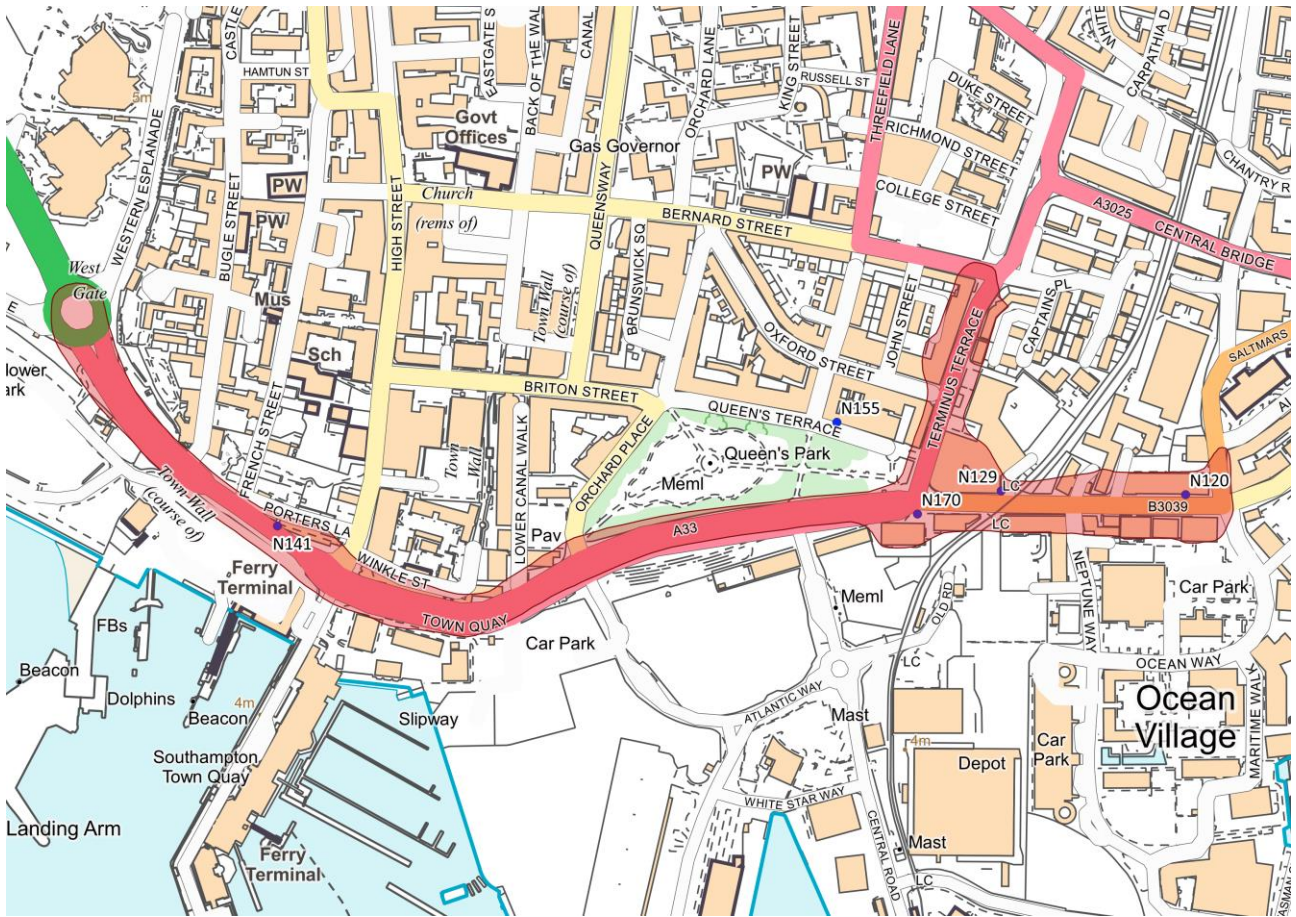 CASTLE
EASTGATE S
BACK OF THE WA
CANAL
ORCHARD LANE
KING STREET
THREEFIELD LANE
WHITE
CARPATHIA D
HAMTUN ST
RUSSELL ST
DUKE STREET
5m
Govt
Offices
Gas Governor
RICHMOND STREET
PW
PW
CHANTRY R
WESTERN ESPLANADE
BUGLE STREET
PW
HIGH STREET
Church
(rems of)
QUEENSWAY
BERNARD STREET
COLLEGE STREET
A3025
CENTRAL BRIDGE
West
Gate
Mus
Town Wall
(course of)
BRUNSWICK SQ
OXFORD STREET
JOHN STREET
CAPTAINS PL
Sch
SALTMARS
lower
ark
FRENCH STREET
BRITON STREET
QUEEN'S TERRACE
N155
TERMINUS TERRACE
Town Wall
(course of)
Town
Wall
LOWER CANAL WALK
ORCHARD PLACE
Queen's Park
Meml
N129
LC
N120
PORTERS LA
N141
Pav
A33
N170
LC
B3039
WINKLE ST
Ferry
Terminal
TOWN QUAY
NEPTUNE WAY
Car Park
FBs
Car Park
Meml
OLD RD
Beacon
Dolphins
Beacon
4m
Slipway
ATLANTIC WAY
LC
OCEAN WAY
MARITIME WALK
Mast
Ocean
Village
Southampton
Town Quay
4m
Depot
Car
Park
WHITE STAR WAY
CENTRAL ROAD
Landing Arm
Ferry
Terminal
Mast
LC
ASMAN